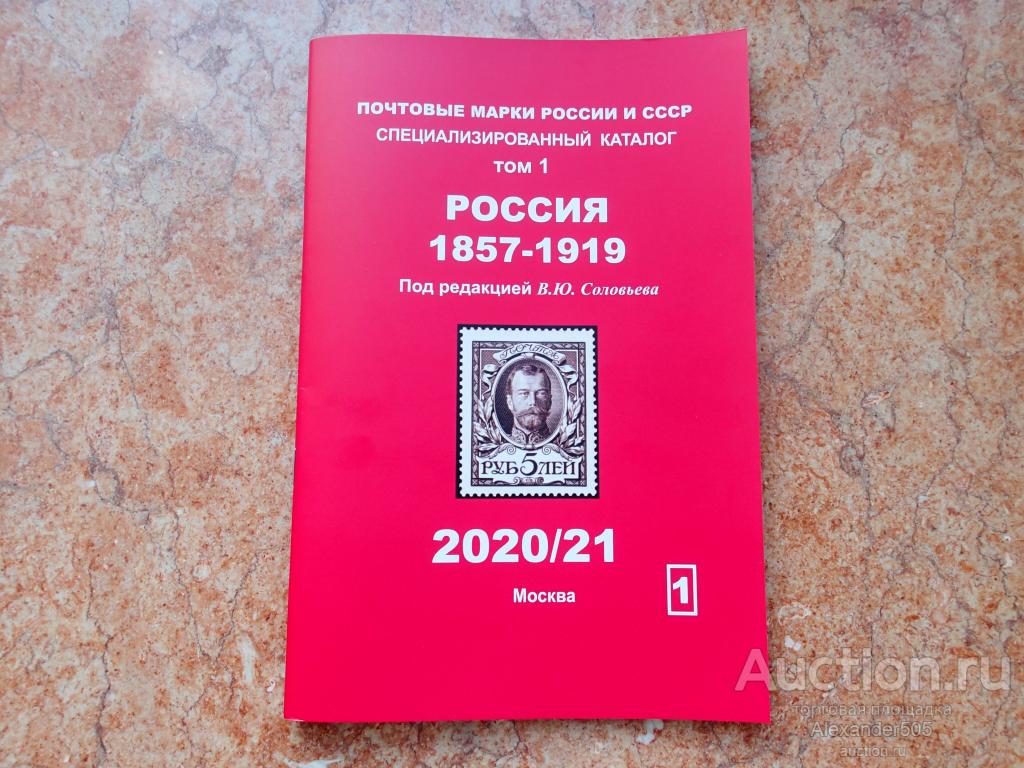 ПОЧТОВЫЕ МАРКИ РОССИИ И СССР
СПЕЦИАЛИЗИРОВАННЫЙ КАТАЛОГ
том 1
РОССИЯ
1857-1919
Под редакцией В.Ю. Соловьева
РУБ 5 ЛЕЙ
2020/21
Москва
1
Auction.ru
торговая площадка
Alexander505
auction.ru